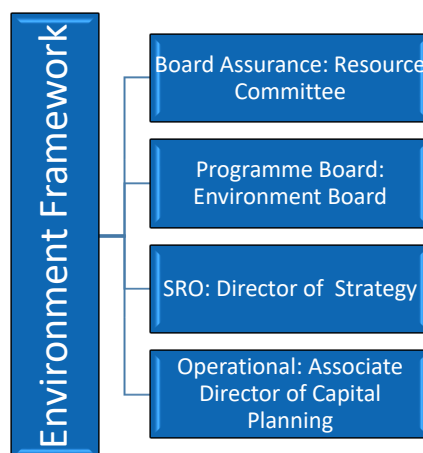 Environment Framework
Board Assurance: Resource
Committee
Programme Board:
Environment Board
SRO: Director of Strategy
Operational: Associate
Director of Capital
Planning